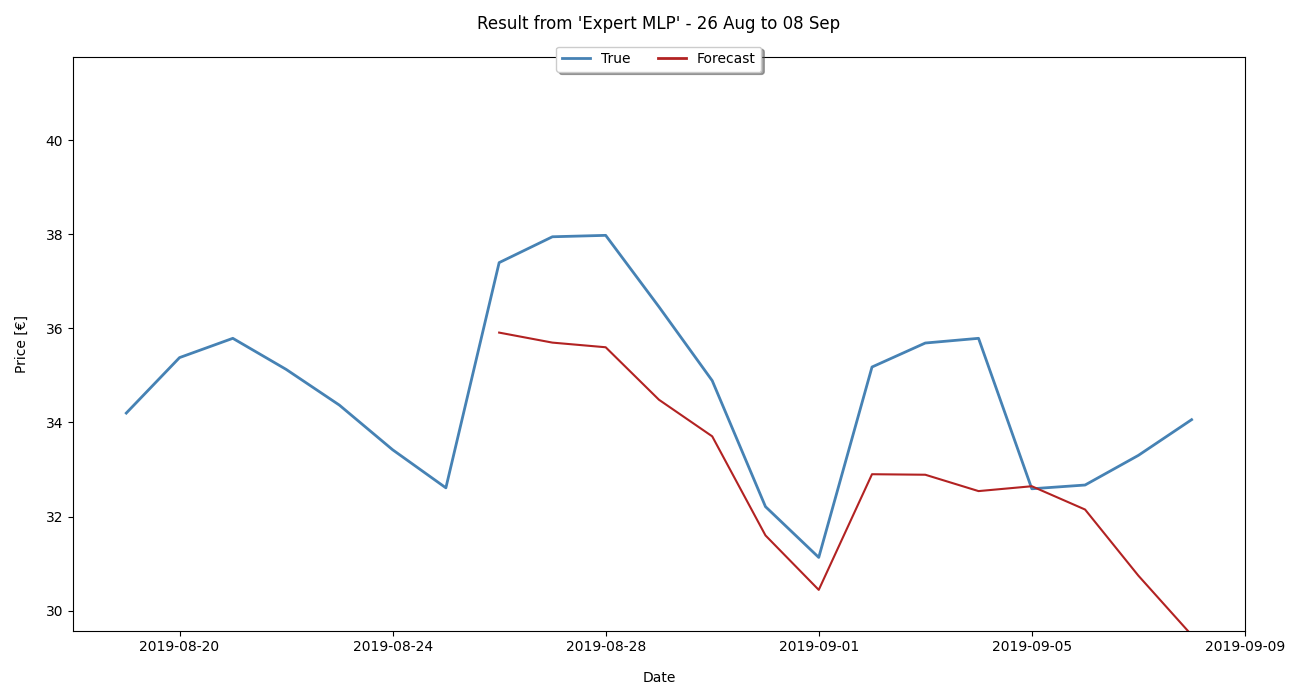 Result from 'Expert MLP' - 26 Aug to 08 Sep
True Forecast
Price [€]
40
38
36
34
32
30
2019-08-20 2019-08-24 2019-08-28 2019-09-01 2019-09-05 2019-09-09
Date